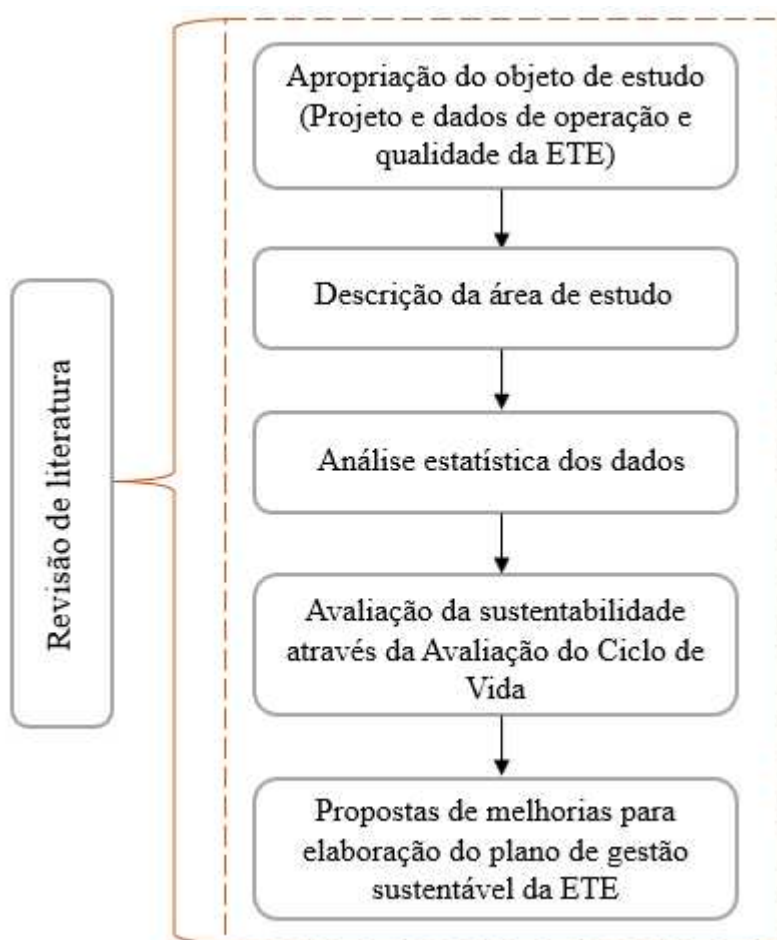 Revisão de literatura
Apropriação do objeto de estudo
(Projeto e dados de operação e
qualidade da ETE)
Descrição da área de estudo
Análise estatística dos dados
Avaliação da sustentabilidade
através da Avaliação do Ciclo de
Vida
Propostas de melhorias para
elaboração do plano de gestão
sustentável da ETE